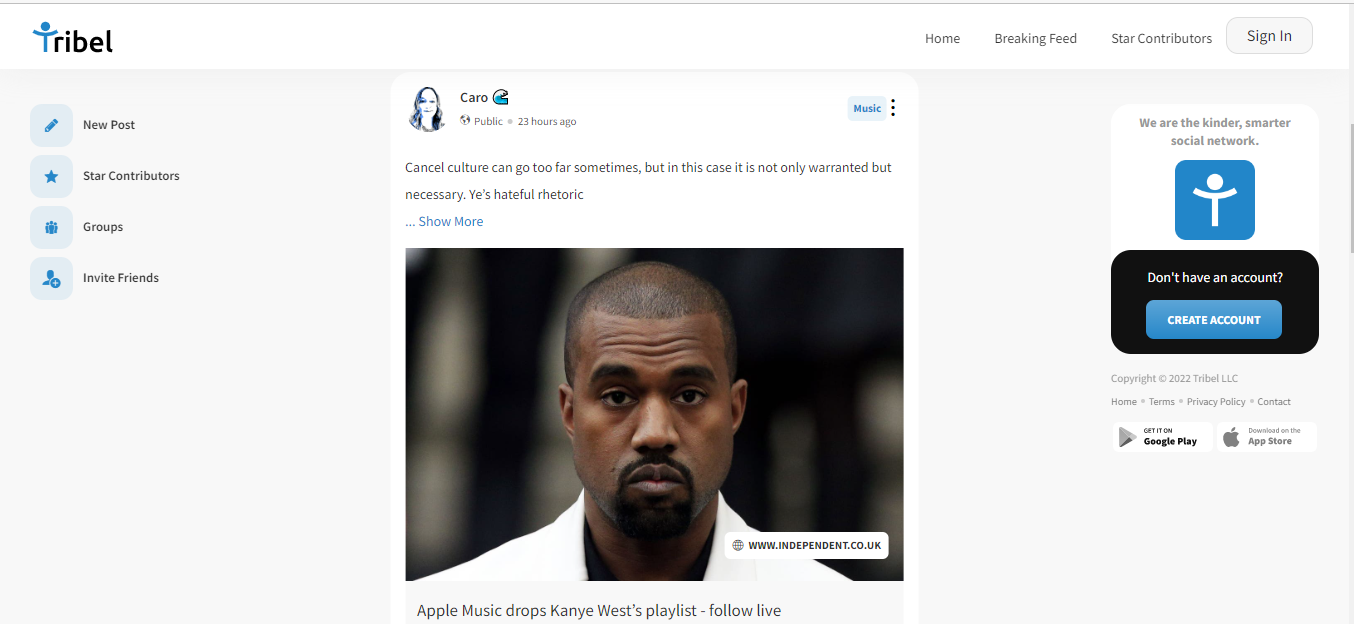 Tribel
Home
Breaking Feed
Star Contributors
Sign In
New Post
Star Contributors
Groups
Invite Friends
Caro
Public
23 hours ago
Music
Cancel culture can go too far sometimes, but in this case it is not only warranted but
necessary. Ye’s hateful rhetoric
... Show More
WWW.INDEPENDENT.CO.UK
Apple Music drops Kanye West’s playlist - follow live
We are the kinder, smarter
social network.
Don't have an account?
CREATE ACCOUNT
Copyright © 2022 Tribel LLC
Home • Terms • Privacy Policy • Contact
GET IT ON
Google Play
Download on the
App Store